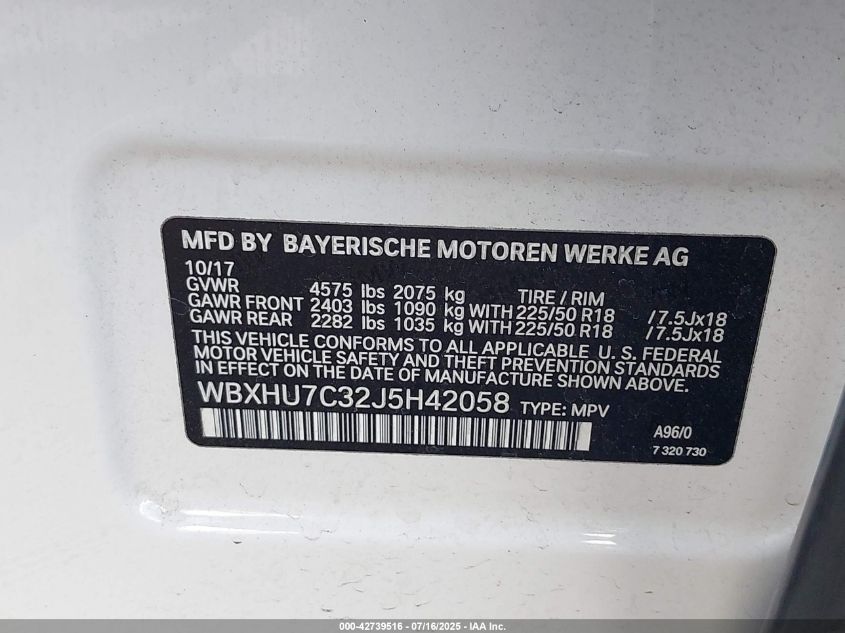 MFD BY BAYERISCHE MOTOREN WERKE AG
10/17
GVWR 4575 lbs 2075 kg TIRE / RIM
GAWR FRONT 2403 lbs 1090 kg WITH 225/50 R18 / 7.5Jx18
GAWR REAR 2282 lbs 1035 kg WITH 225/50 R18 / 7.5Jx18
THIS VEHICLE CONFORMS TO ALL APPLICABLE U. S. FEDERAL
MOTOR VEHICLE SAFETY AND THEFT PREVENTION STANDARDS
IN EFFECT ON THE DATE OF MANUFACTURE SHOWN ABOVE.
WBXHU7C32J5H42058 TYPE: MPV
A96/0
7 320 730
000-42739516 - 07/16/2025 - IAA Inc.